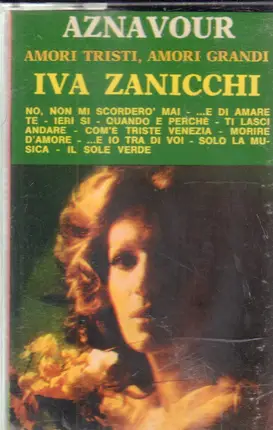 AZNAVOUR
AMORI TRISTI, AMORI GRANDI
IVA ZANICCHI
NO, NON MI SCORDERO' MAI - ...E DI AMARE
TE - IERI SI - QUANDO E PERCHÈ - TI LASCI
ANDARE - COM'È TRISTE VENEZIA - MORIRE
D'AMORE - ...E IO TRA DI VOI - SOLO LA MU-
SICA - IL SOLE VERDE